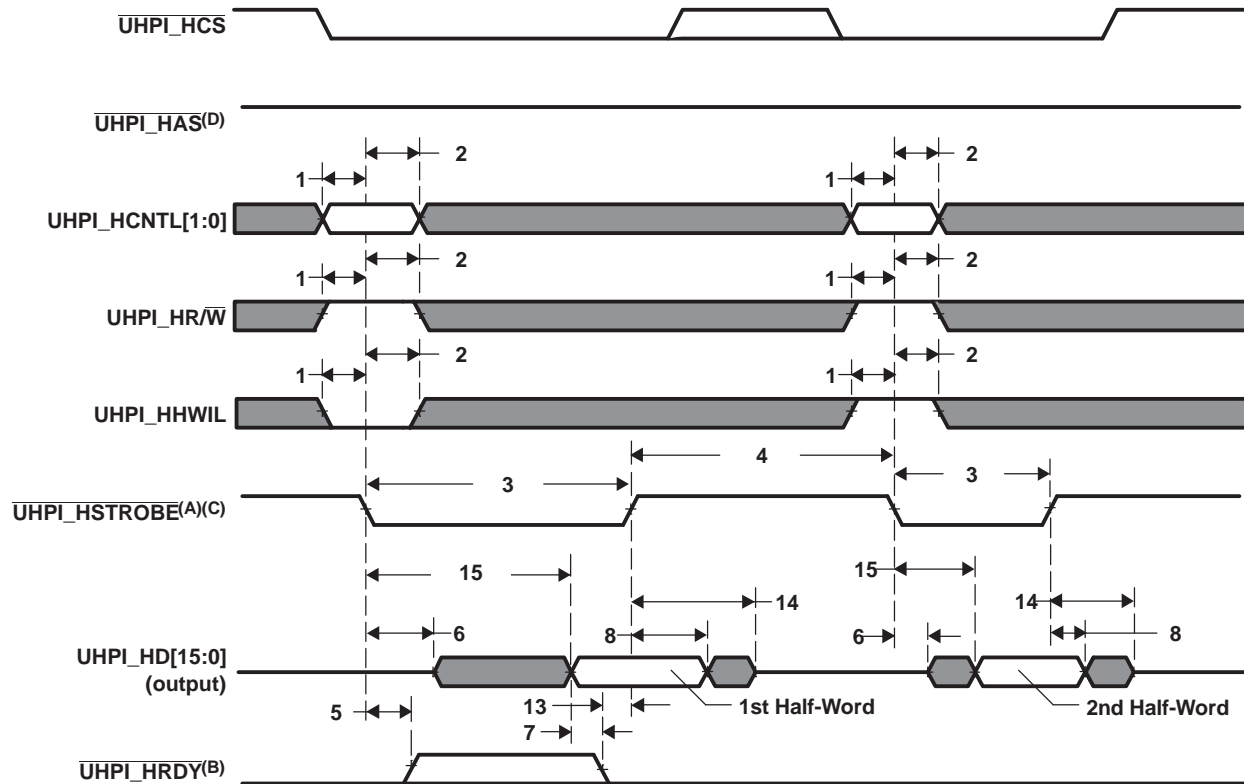 UHPI_HCS
UHPI_HAS(D)
2 2
1 1
UHPI_HCNTL[1:0]
2 2
1 1
UHPI_HR/W
2 2
1 1
UHPI_HHWIL
4
3 3
UHPI_HSTROBE(A)(C)
15 15
14 14
6 8 6 8
UHPI_HD[15:0]
(output)
5 13 1st Half-Word 2nd Half-Word
7
UHPI_HRDY(B)